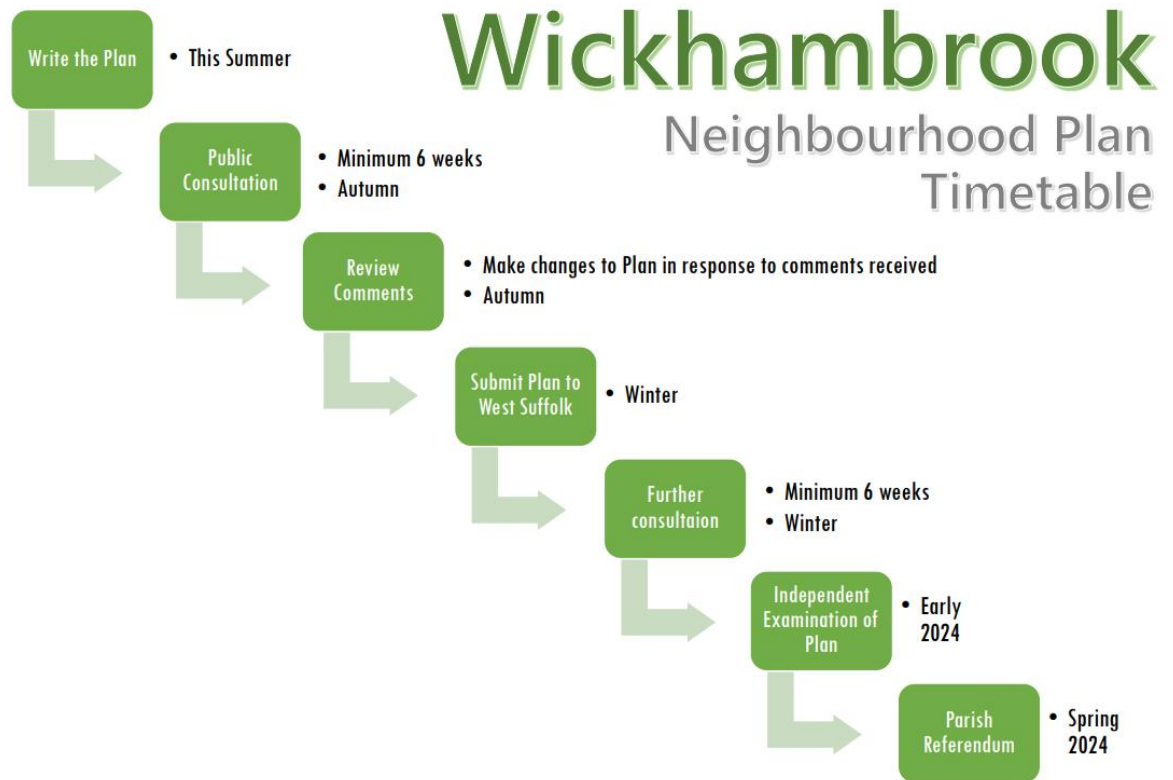 Wickhambrook
Neighbourhood Plan
Timetable
Write the Plan
• This Summer
Public
Consultation
• Minimum 6 weeks
• Autumn
Review
Comments
• Make changes to Plan in response to comments received
• Autumn
Submit Plan to
West Suffolk
• Winter
Further
consultaion
• Minimum 6 weeks
• Winter
Independent
Examination of
Plan
• Early
2024
Parish
Referendum
• Spring
2024